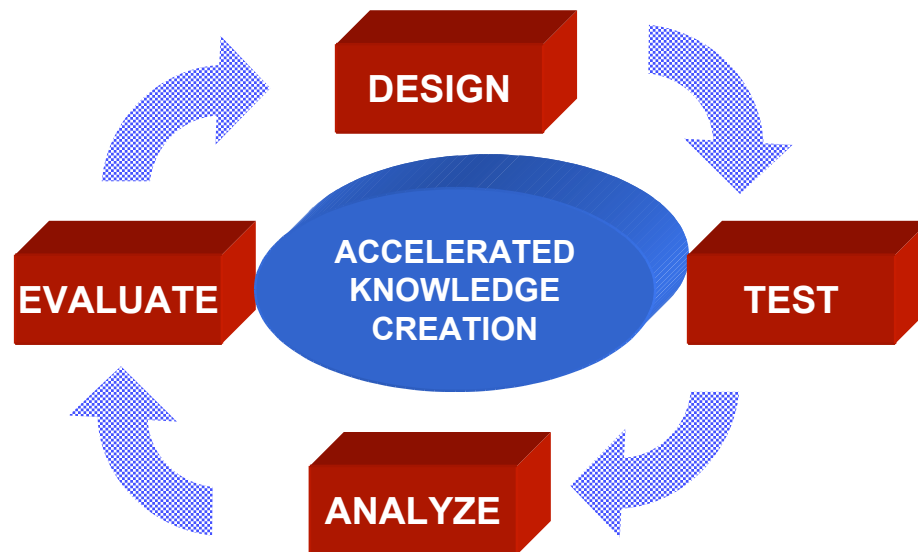 DESIGN
EVALUATE
ACCELERATED
KNOWLEDGE
CREATION
TEST
ANALYZE